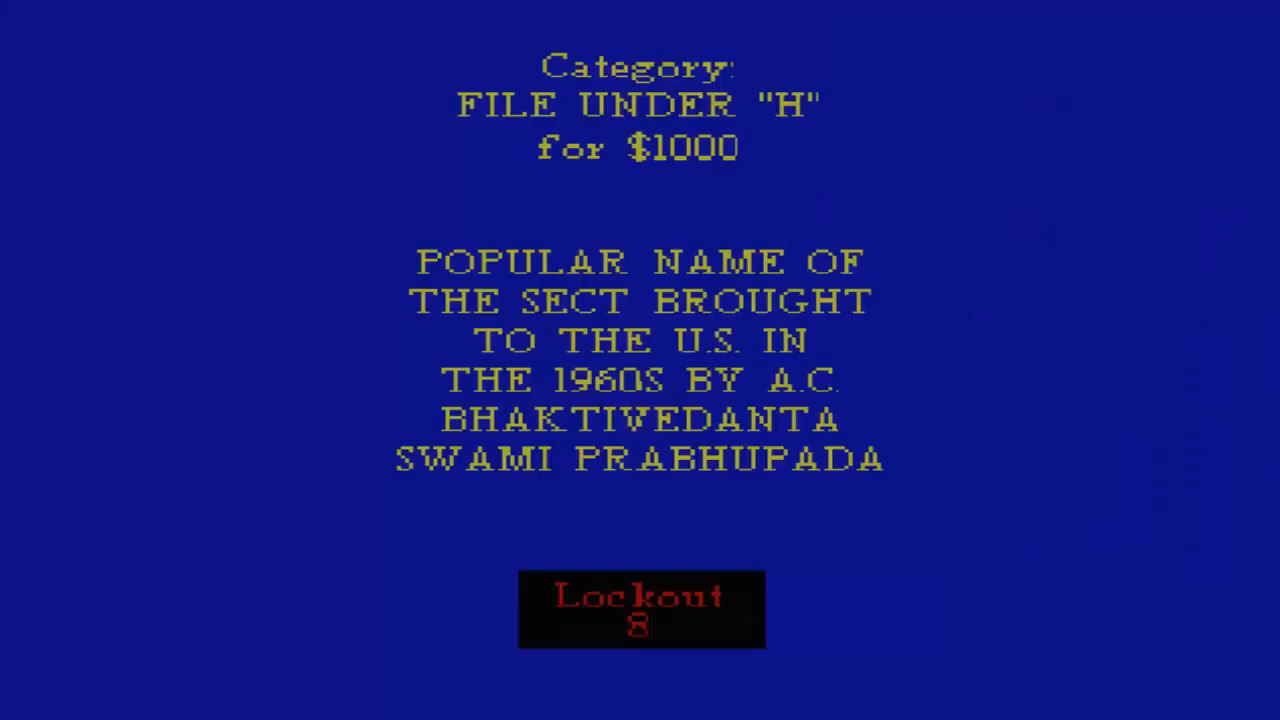 Category:
FILE UNDER "H"
for $1000
POPULAR NAME OF
THE SECT BROUGHT
TO THE U.S. IN
THE 1960S BY A.C.
BHAKTIVEDANTA
SWAMI PRABHUPADA
Lockout
8